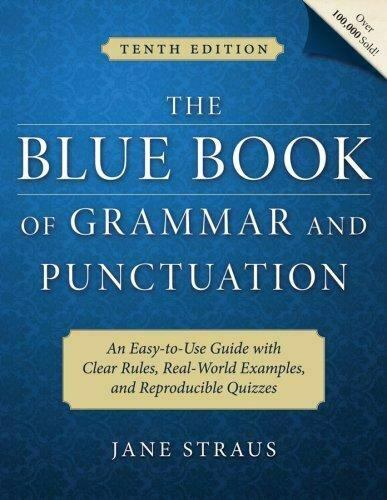 TENTH EDITION
Over
100,000 Sold!
THE
BLUE BOOK
OF GRAMMAR AND
PUNCTUATION
An Easy-to-Use Guide with
Clear Rules, Real-World Examples,
and Reproducible Quizzes
JANE STRAUS